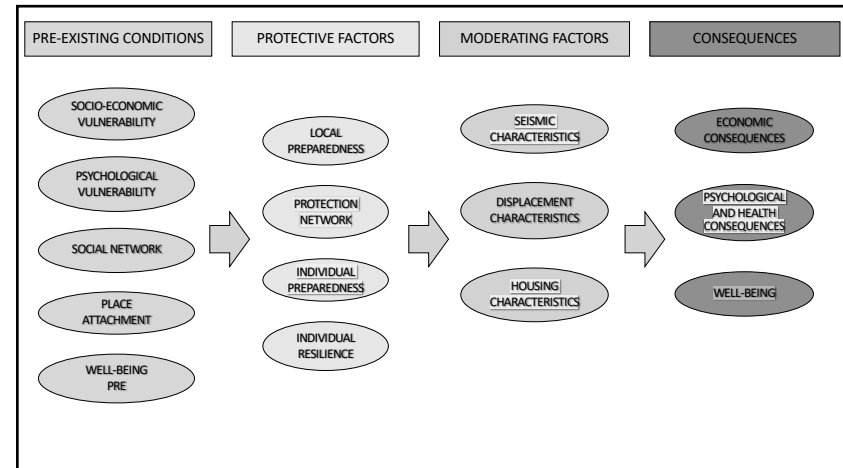 PRE-EXISTING CONDITIONS
PROTECTIVE FACTORS
MODERATING FACTORS
CONSEQUENCES
SOCIO-ECONOMIC
VULNERABILITY
PSYCHOLOGICAL
VULNERABILITY
SOCIAL NETWORK
PLACE
ATTACHMENT
WELL-BEING
PRE
LOCAL
PREPAREDNESS
PROTECTION
NETWORK
INDIVIDUAL
PREPAREDNESS
INDIVIDUAL
RESILIENCE
SEISMIC
CHARACTERISTICS
DISPLACEMENT
CHARACTERISTICS
HOUSING
CHARACTERISTICS
ECONOMIC
CONSEQUENCES
PSYCHOLOGICAL
AND HEALTH
CONSEQUENCES
WELL-BEING